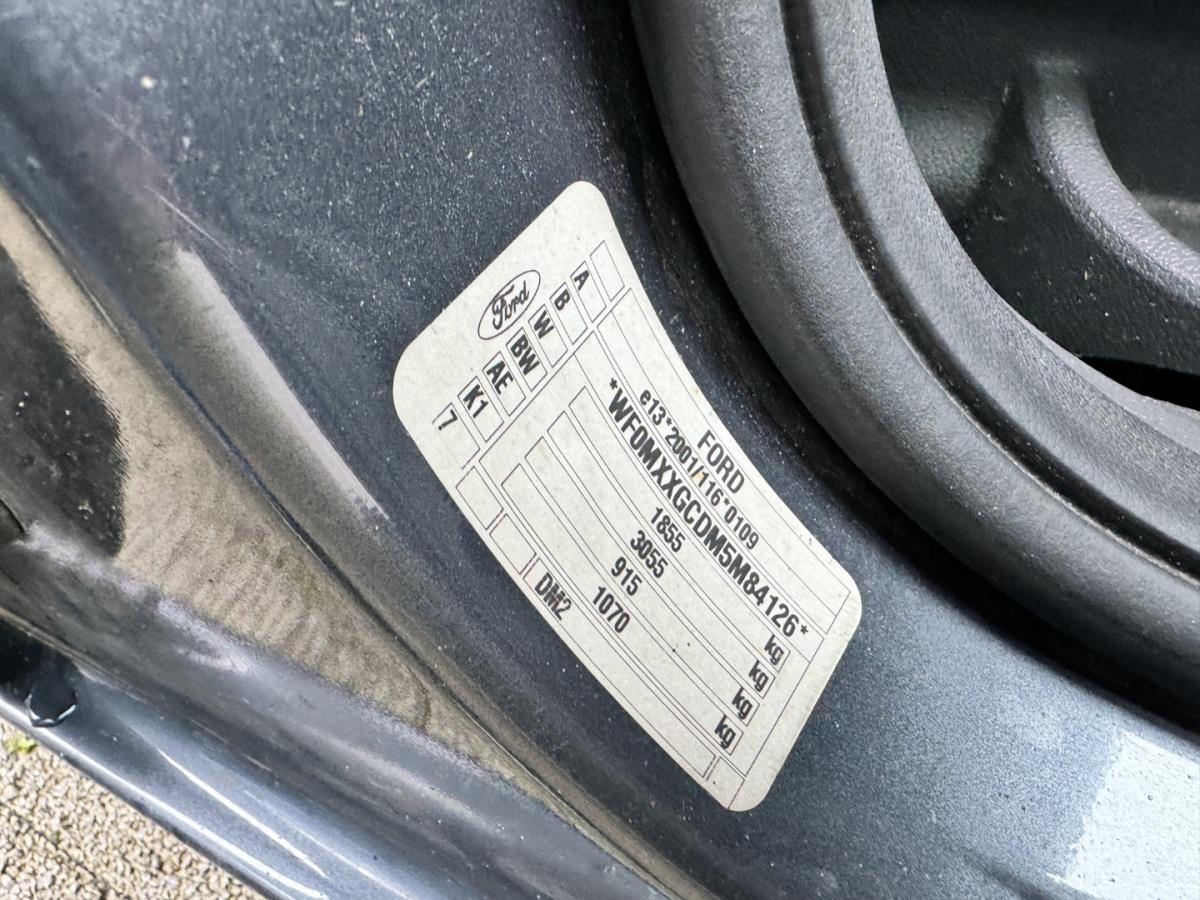 Ford
A
B
W
BW
AE
K1
7
FORD
e13*2001/116*0109
*WF0MXXGCDM5M84126*
1855 kg
3055 kg
915 kg
1070 kg
DM2